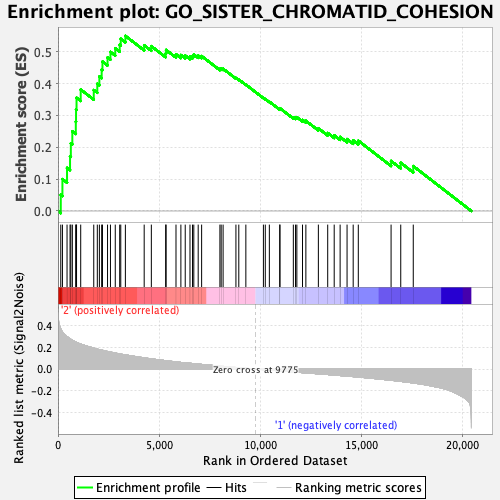 Enrichment plot: GO_SISTER_CHROMATID_COHESION
Enrichment score (ES)
0.5
0.4
0.3
0.2
0.1
0.0
'2' (positively correlated)
Zero cross at 9775
'1' (negatively correlated)
Ranked list metric (Signal2Noise)
0.4
0.2
0.0
-0.2
-0.4
0 5,000 10,000 15,000 20,000
Rank in Ordered Dataset
Enrichment profile Hits Ranking metric scores